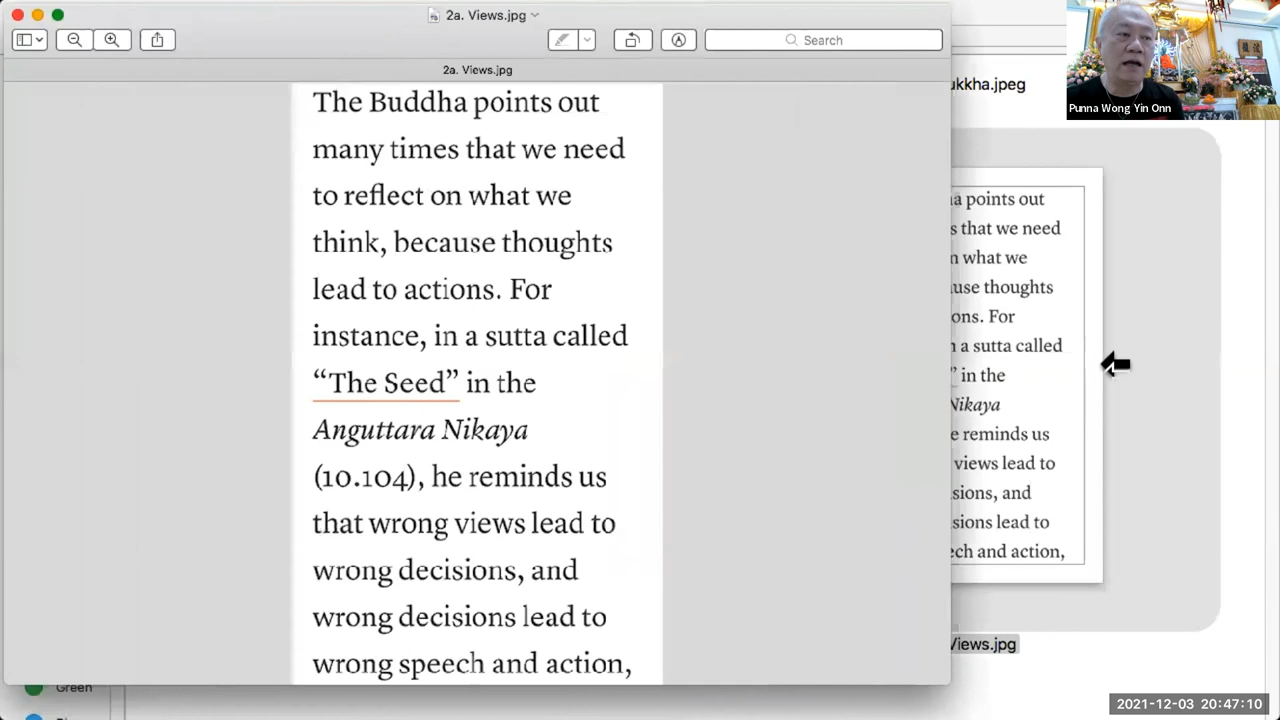 2a. Views.jpg
Search
2a. Views.jpg
The Buddha points out
many times that we need
to reflect on what we
think, because thoughts
lead to actions. For
instance, in a sutta called
“The Seed” in the
Anguttara Nikaya
(10.104), he reminds us
that wrong views lead to
wrong decisions, and
wrong decisions lead to
wrong speech and action,
ukkha.jpeg
a points out
s that we need
n what we
use thoughts
ons. For
n a sutta called
” in the
Nikaya
e reminds us
views lead to
sions, and
sions lead to
ech and action,
Views.jpg
Green
Punna Wong Yin Onn
2021-12-03 20:47:10